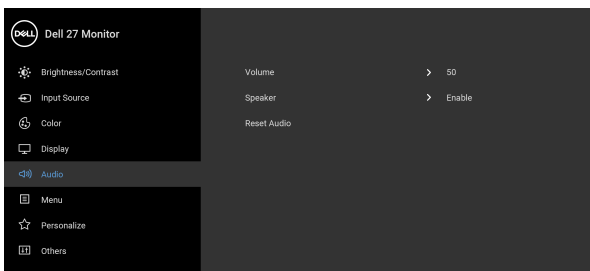 DELL Dell 27 Monitor
Brightness/Contrast
Input Source
Color
Display
Audio
Menu
Personalize
Others
Volume > 50
Speaker > Enable
Reset Audio